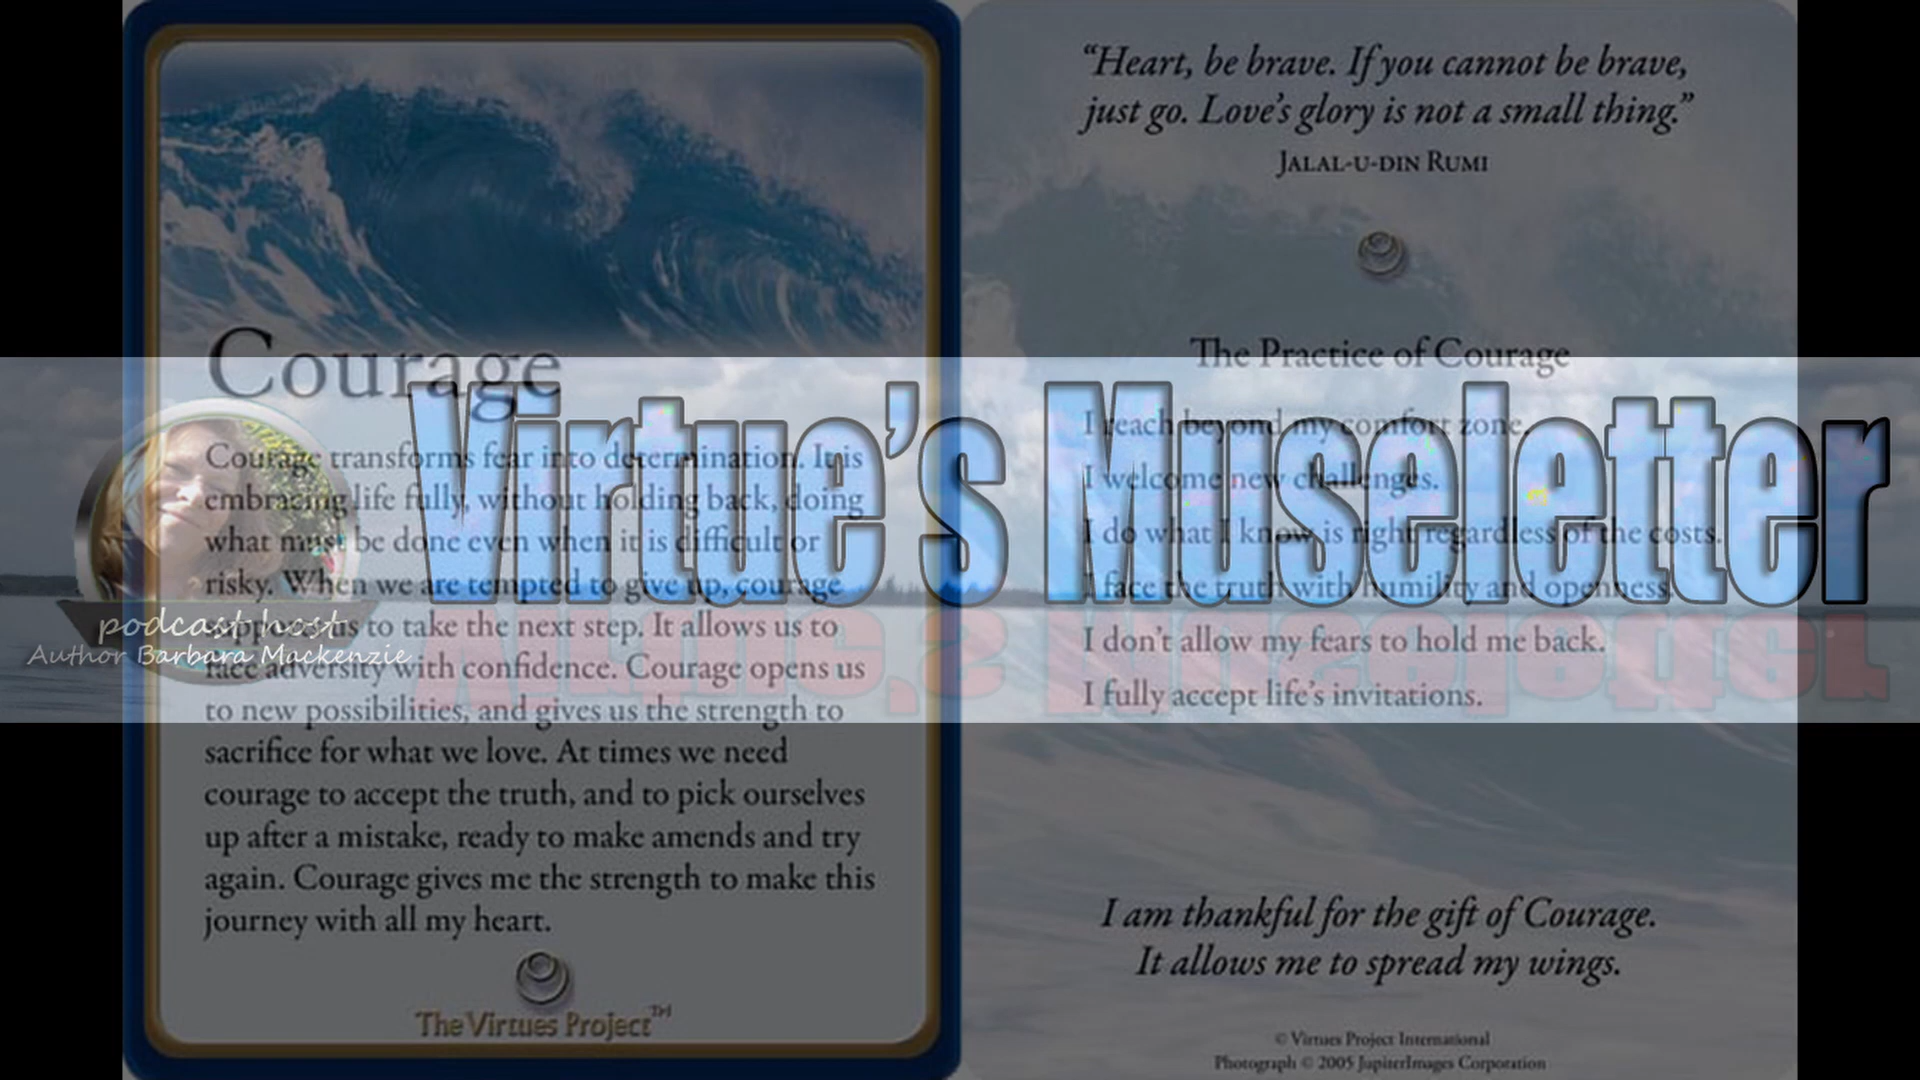 Courage
Courage transforms fear into determination. It is
embracing life fully, without holding back, doing
what must be done even when it is difficult or
risky. When we are tempted to give up, courage
us to take the next step. It allows us to
face adversity with confidence. Courage opens us
to new possibilities, and gives us the strength to
sacrifice for what we love. At times we need
courage to accept the truth, and to pick ourselves
up after a mistake, ready to make amends and try
again. Courage gives me the strength to make this
journey with all my heart.
The Virtues Project™
“Heart, be brave. If you cannot be brave,
just go. Love’s glory is not a small thing.”
Jalal-u-din Rumi
The Practice of Courage
I reach beyond my comfort zone.
I welcome new challenges.
I do what I know is right regardless of the costs.
I face the truth with humility and openness.
I don’t allow my fears to hold me back.
I fully accept life’s invitations.
I am thankful for the gift of Courage.
It allows me to spread my wings.
© Virtues Project International
Photograph © 2005 JupiterImages Corporation
Virtue’s Museletter
podcast host
Author Barbara Mackenzie